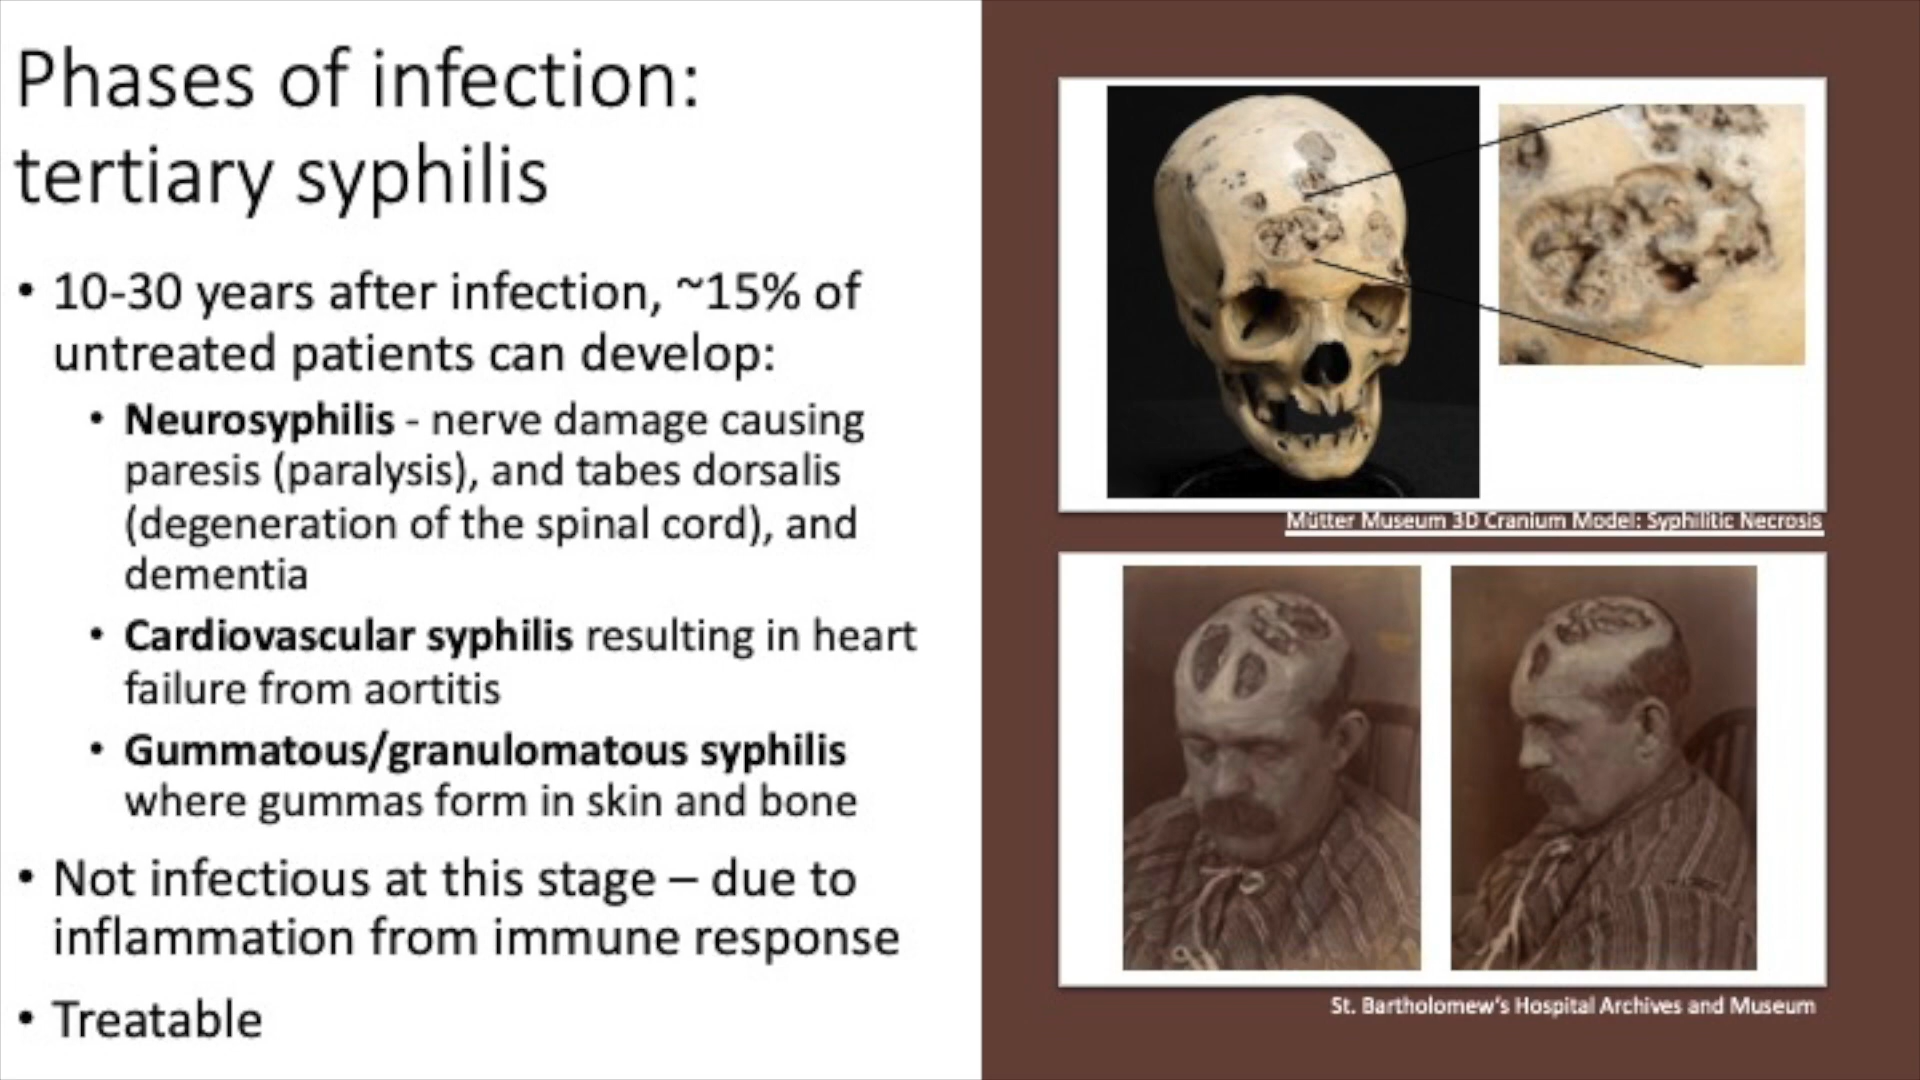 Phases of infection:
tertiary syphilis
• 10-30 years after infection, ~15% of
untreated patients can develop:
• Neurosyphilis - nerve damage causing
paresis (paralysis), and tabes dorsalis
(degeneration of the spinal cord), and
dementia
• Cardiovascular syphilis resulting in heart
failure from aortitis
• Gummatous/granulomatous syphilis
where gummas form in skin and bone
• Not infectious at this stage – due to
inflammation from immune response
• Treatable
Mütter Museum 3D Cranium Model: Syphilitic Necrosis
St. Bartholomew's Hospital Archives and Museum